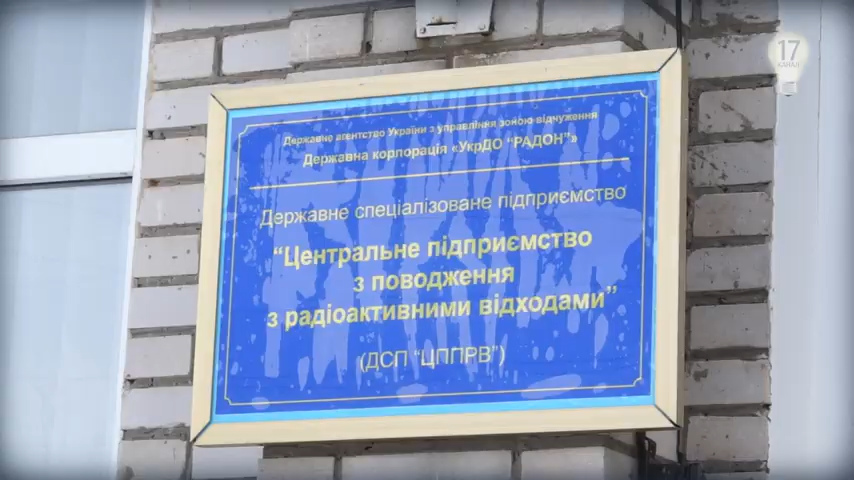 17
КАНАЛ
Державне агентство України з управління зоною відчуження
Державна корпорація «УкрДО "РАДОН"»
Державне спеціалізоване підприємство
"Центральне підприємство
з поводження
з радіоактивними відходами"
(ДСП "ЦППРВ")